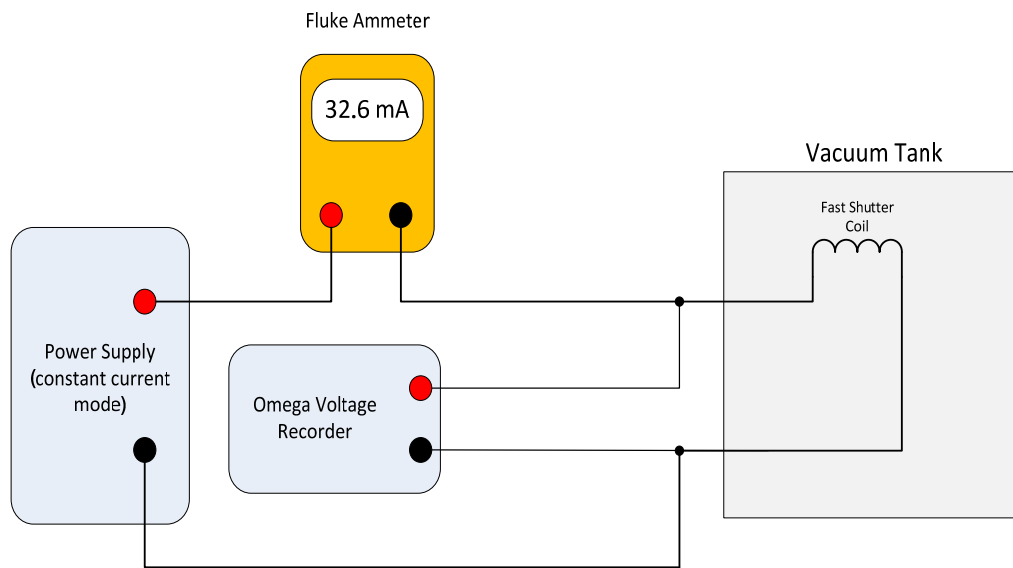 Fluke Ammeter
32.6 mA
Vacuum Tank
Fast Shutter
Coil
Power Supply
(constant current
mode)
Omega Voltage
Recorder